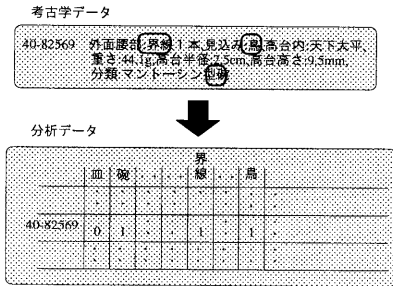 考古学データ
40-82569 外面腰部:界線1本,見込み:鳥,高台内:天下太平,
重さ:44.1g,高台半径:2.5cm,高台高さ:9.5mm,
分類:マントーシン型碗
分析データ
皿 碗 . . . . 界線 . . 鳥
40-82569 0 1 1 1